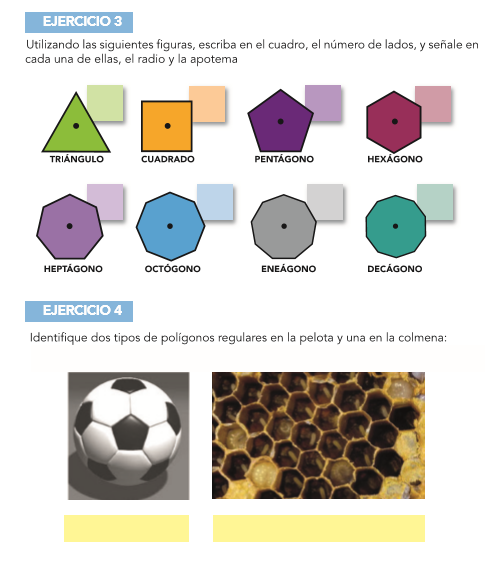 EJERCICIO 3
Utilizando las siguientes figuras, escriba en el cuadro, el número de lados, y señale en
cada una de ellas, el radio y la apotema
TRIÁNGULO CUADRADO PENTÁGONO HEXÁGONO
HEPTÁGONO OCTÓGONO ENEÁGONO DECÁGONO
EJERCICIO 4
Identifique dos tipos de polígonos regulares en la pelota y una en la colmena: